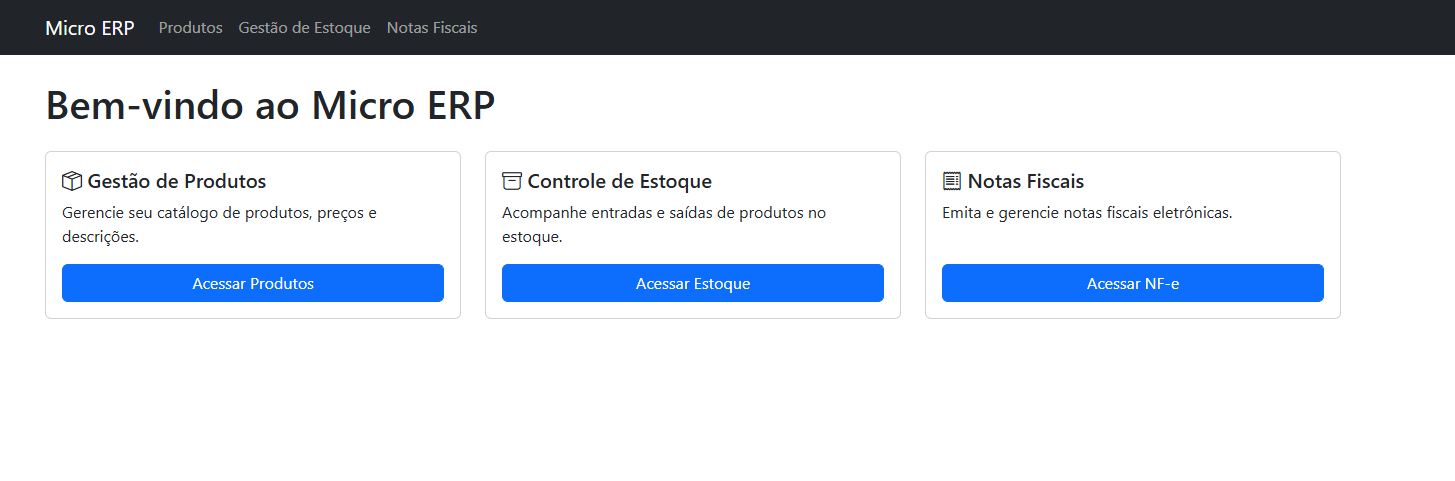 Micro ERP Produtos Gestão de Estoque Notas Fiscais
Bem-vindo ao Micro ERP
Gestão de Produtos
Gerencie seu catálogo de produtos, preços e
descrições.
Acessar Produtos
Controle de Estoque
Acompanhe entradas e saídas de produtos no
estoque.
Acessar Estoque
Notas Fiscais
Emita e gerencie notas fiscais eletrônicas.
Acessar NF-e